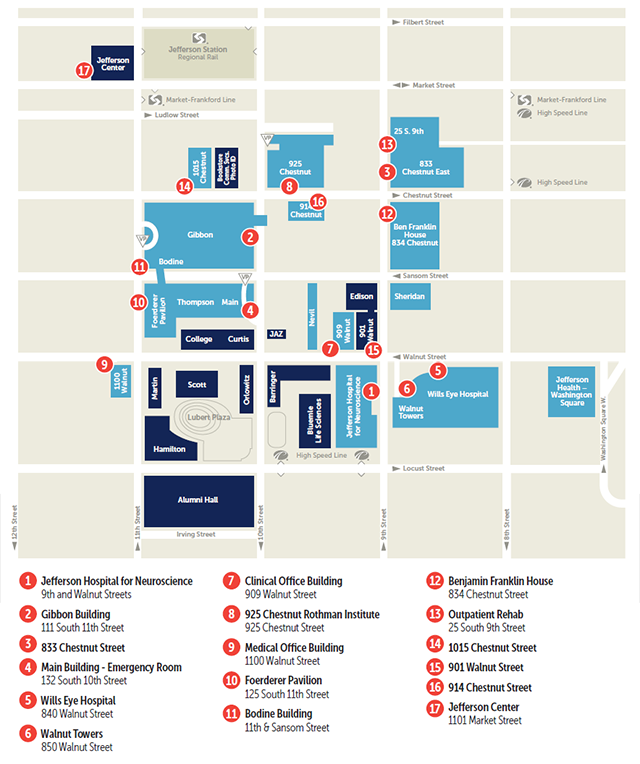 Filbert Street
Jefferson Station
Regional Rail
17
Jefferson
Center
Market Street
Market-Frankford Line
Ludlow Street
Market-Frankford Line
High Speed Line
VP
25 S. 9th
13
1015
Chestnut
Bookstore
Comm. Svcs.
Photo ID
925
Chestnut
833
Chestnut East
3
14
8
High Speed Line
Chestnut Street
16
914
Chestnut
12
Ben Franklin
House
834 Chestnut
Gibbon
2
VP
Bodine
11
Sansom Street
VP
10
Foerderer
Pavilion
Thompson
Main
4
Nevil
Edison
Sheridan
909
Walnut
901
Walnut
College
Curtis
JAZ
7
15
Walnut Street
9
1100
Walnut
Martin
Scott
Orlowitz
Barringer
Jefferson Hospital
for Neuroscience
1
5
6
Wills Eye Hospital
Walnut
Towers
Jefferson
Health –
Washington
Square
Washington Square W.
Lubert Plaza
Bluemle
Life Sciences
Hamilton
High Speed Line
Locust Street
Alumni Hall
Irving Street
12th Street
11th Street
10th Street
9th Street
8th Street
1 Jefferson Hospital for Neuroscience
9th and Walnut Streets
2 Gibbon Building
111 South 11th Street
3 833 Chestnut Street
4 Main Building - Emergency Room
132 South 10th Street
5 Wills Eye Hospital
840 Walnut Street
6 Walnut Towers
850 Walnut Street
7 Clinical Office Building
909 Walnut Street
8 925 Chestnut Rothman Institute
925 Chestnut Street
9 Medical Office Building
1100 Walnut Street
10 Foerderer Pavilion
125 South 11th Street
11 Bodine Building
11th & Sansom Street
12 Benjamin Franklin House
834 Chestnut Street
13 Outpatient Rehab
25 South 9th Street
14 1015 Chestnut Street
15 901 Walnut Street
16 914 Chestnut Street
17 Jefferson Center
1101 Market Street